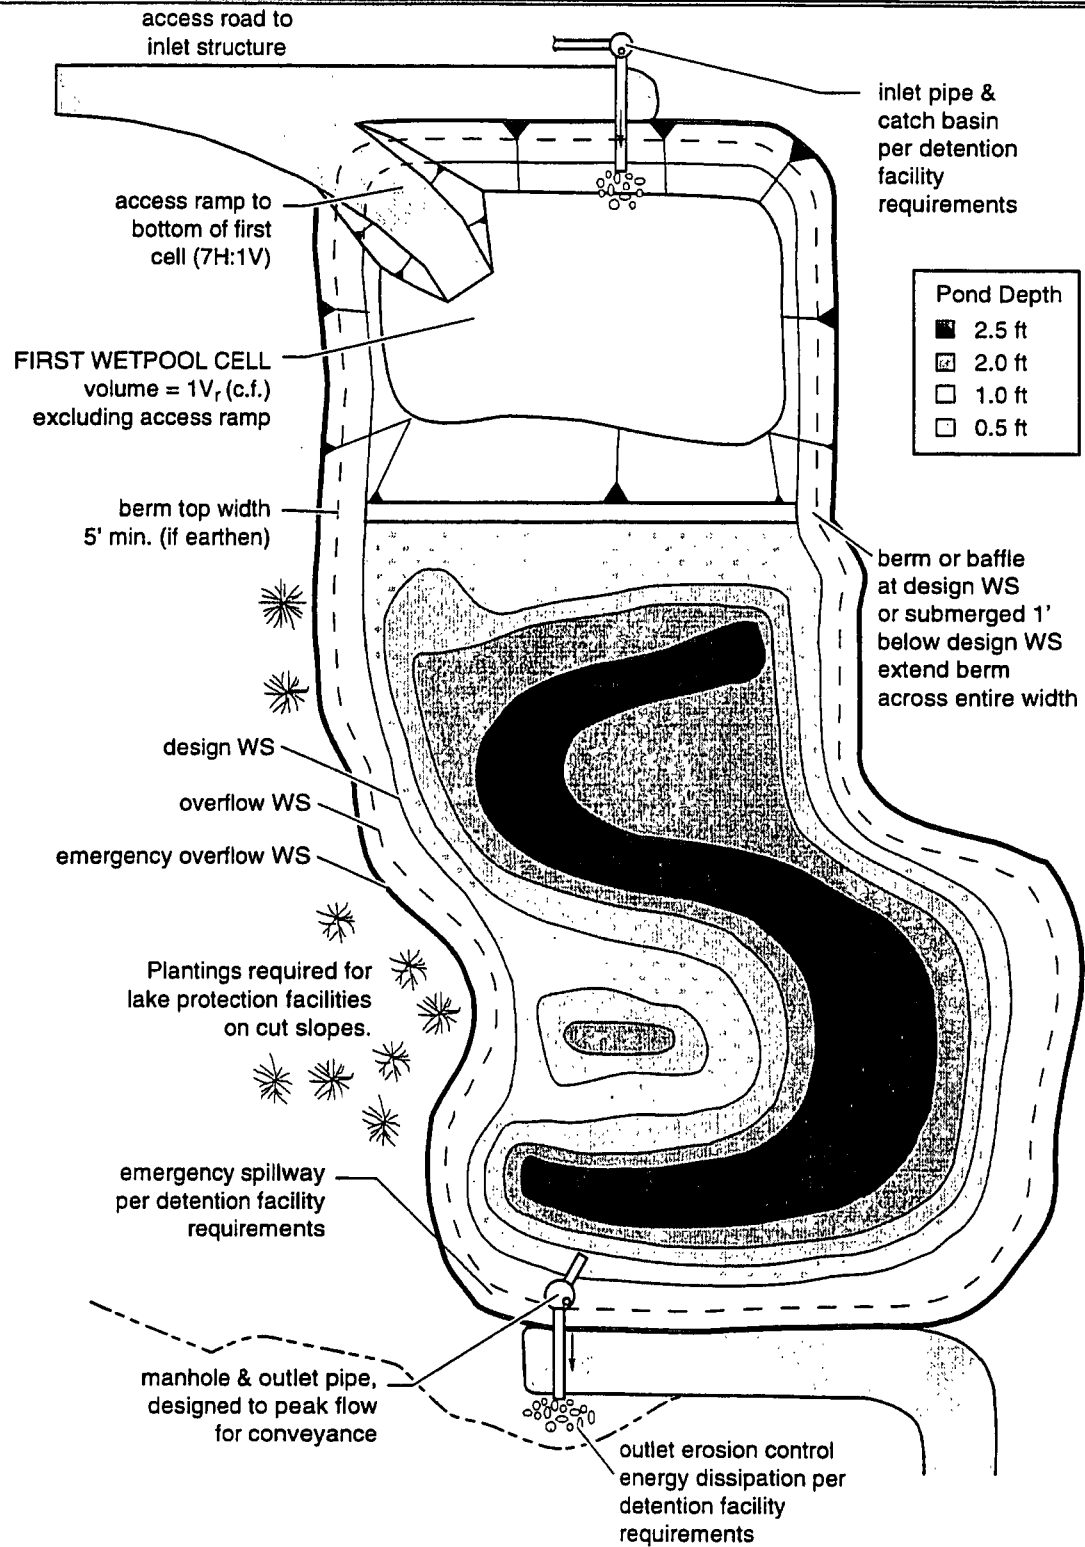 access road to
inlet structure
inlet pipe &
catch basin
per detention
facility
requirements
access ramp to
bottom of first
cell (7H:1V)
Pond Depth
2.5 ft
2.0 ft
1.0 ft
0.5 ft
FIRST WETPOOL CELL
volume = 1Vr (c.f.)
excluding access ramp
berm top width
5' min. (if earthen)
berm or baffle
at design WS
or submerged 1'
below design WS
extend berm
across entire width
design WS
overflow WS
emergency overflow WS
Plantings required for
lake protection facilities
on cut slopes.
emergency spillway
per detention facility
requirements
manhole & outlet pipe,
designed to peak flow
for conveyance
outlet erosion control
energy dissipation per
detention facility
requirements